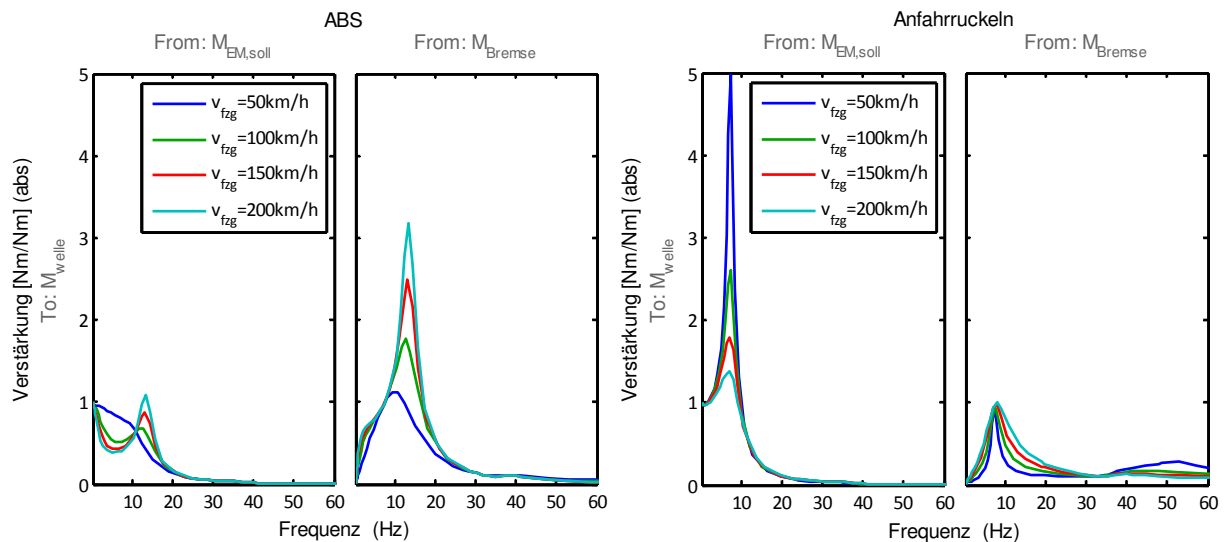 ABS
From: M_EM,soll
From: M_Bremse
5
4
3
2
1
0
v_fzg=50km/h
v_fzg=100km/h
v_fzg=150km/h
v_fzg=200km/h
Verstärkung [Nm/Nm] (abs)
To: M_welle
10 20 30 40 50 60
10 20 30 40 50 60
Frequenz (Hz)
Anfahrruckeln
From: M_EM,soll
From: M_Bremse
5
4
3
2
1
0
v_fzg=50km/h
v_fzg=100km/h
v_fzg=150km/h
v_fzg=200km/h
Verstärkung [Nm/Nm] (abs)
To: M_welle
10 20 30 40 50 60
10 20 30 40 50 60
Frequenz (Hz)